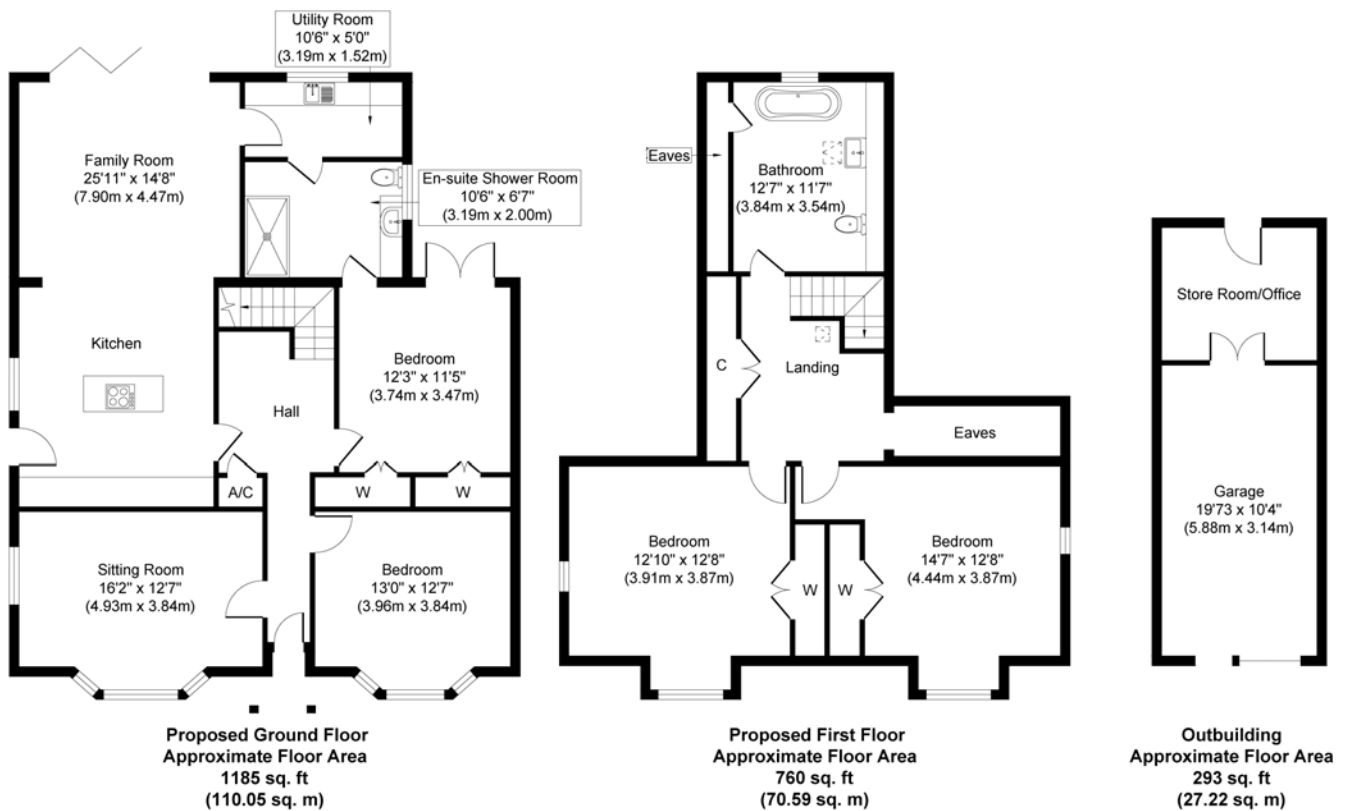 Utility Room
10'6" x 5'0"
(3.19m x 1.52m)
Family Room
25'11" x 14'8"
(7.90m x 4.47m)
En-suite Shower Room
10'6" x 6'7"
(3.19m x 2.00m)
Kitchen
Hall
Bedroom
12'3" x 11'5"
(3.74m x 3.47m)
A/C
W
W
Sitting Room
16'2" x 12'7"
(4.93m x 3.84m)
Bedroom
13'0" x 12'7"
(3.96m x 3.84m)
Proposed Ground Floor
Approximate Floor Area
1185 sq. ft
(110.05 sq. m)
Eaves
Bathroom
12'7" x 11'7"
(3.84m x 3.54m)
C
Landing
Eaves
Bedroom
12'10" x 12'8"
(3.91m x 3.87m)
W
W
Bedroom
14'7" x 12'8"
(4.44m x 3.87m)
Proposed First Floor
Approximate Floor Area
760 sq. ft
(70.59 sq. m)
Store Room/Office
Garage
19'73 x 10'4"
(5.88m x 3.14m)
Outbuilding
Approximate Floor Area
293 sq. ft
(27.22 sq. m)